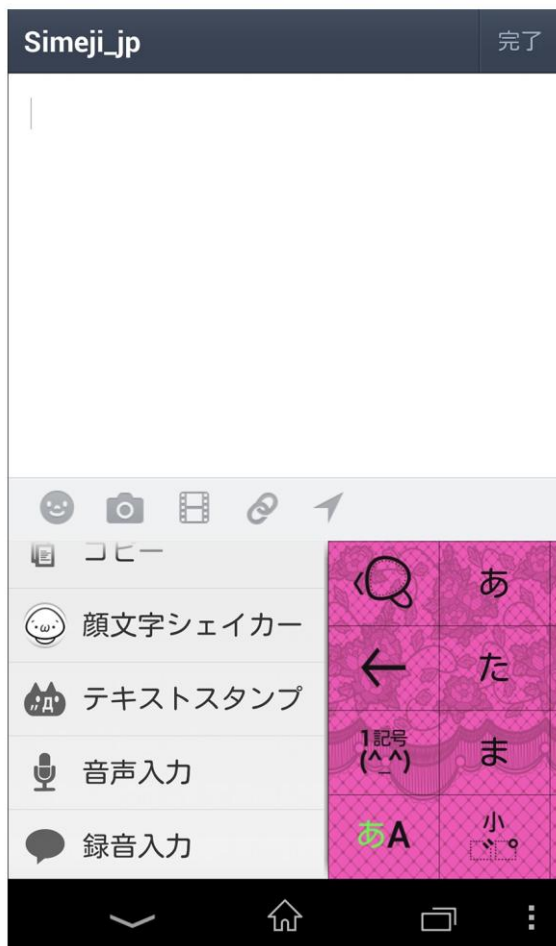 Simeji_jp
完了
コピー
顔文字シェイカー
テキストスタンプ
音声入力
録音入力
あ
た
1記号
(^_^)
ま
あA
小
゛゜